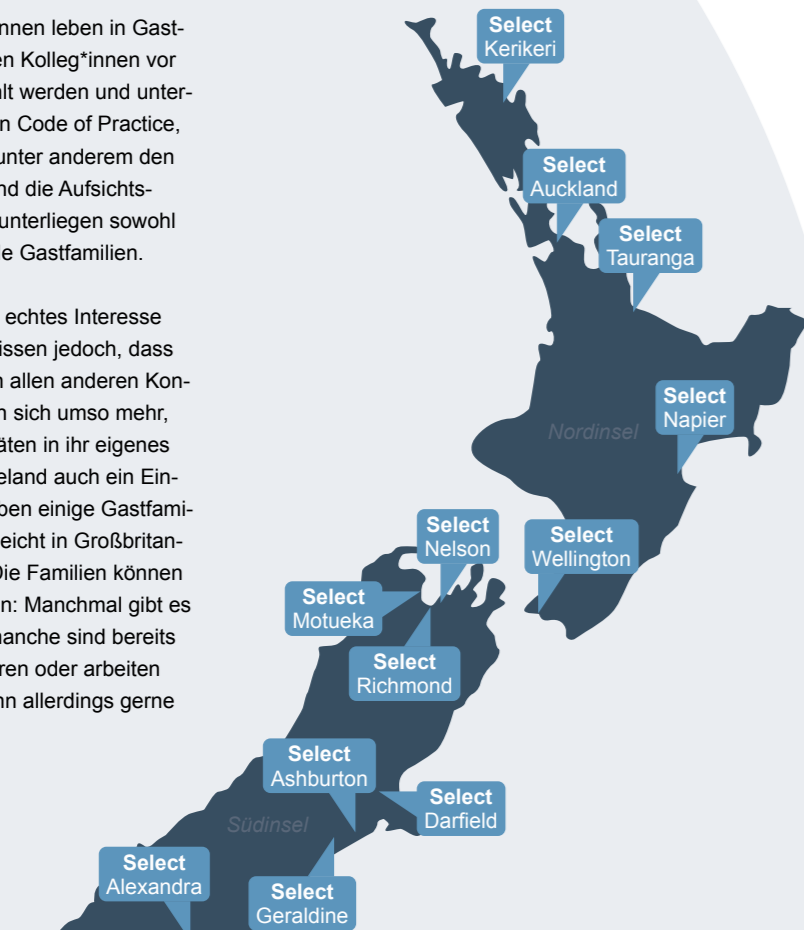 nnen leben in Gast-
en Kolleg*innen vor
lt werden und unter-
n Code of Practice,
unter anderem den
nd die Aufsichts-
unterliegen sowohl
le Gastfamilien.
echtes Interesse
issen jedoch, dass
n allen anderen Kon-
n sich umso mehr,
äten in ihr eigenes
eland auch ein Ein-
ben einige Gastfami-
eicht in Großbritan-
Die Familien können
n: Manchmal gibt es
nanche sind bereits
ren oder arbeiten
nn allerdings gerne
Select
Kerikeri
Select
Auckland
Select
Tauranga
Select
Napier
Nordinsel
Select
Nelson
Select
Wellington
Select
Motueka
Select
Richmond
Select
Ashburton
Select
Darfield
Südinsel
Select
Alexandra
Select
Geraldine